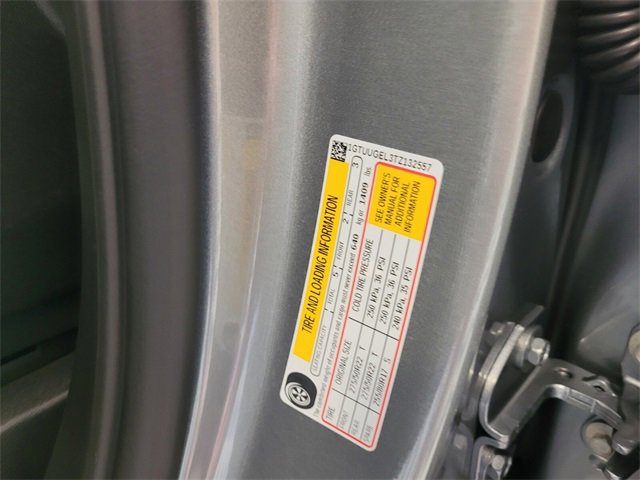 1GTUUGEL3TZ132557
TIRE AND LOADING INFORMATION
SEATING CAPACITY TOTAL 5 FRONT 2 REAR 3
The combined weight of occupants and cargo must never exceed 640 kg or 1409 lbs
TIRE ORIGINAL SIZE COLD TIRE PRESSURE
FRONT 275/50R22 250 kPa, 36 PSI
REAR 275/50R22 250 kPa, 36 PSI
SPARE 255/80R17 240 kPa, 35 PSI
SEE OWNER'S
MANUAL FOR
ADDITIONAL
INFORMATION